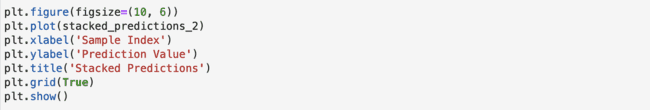 plt.figure(figsize=(10, 6))
plt.plot(stacked_predictions_2)
plt.xlabel('Sample Index')
plt.ylabel('Prediction Value')
plt.title('Stacked Predictions')
plt.grid(True)
plt.show()